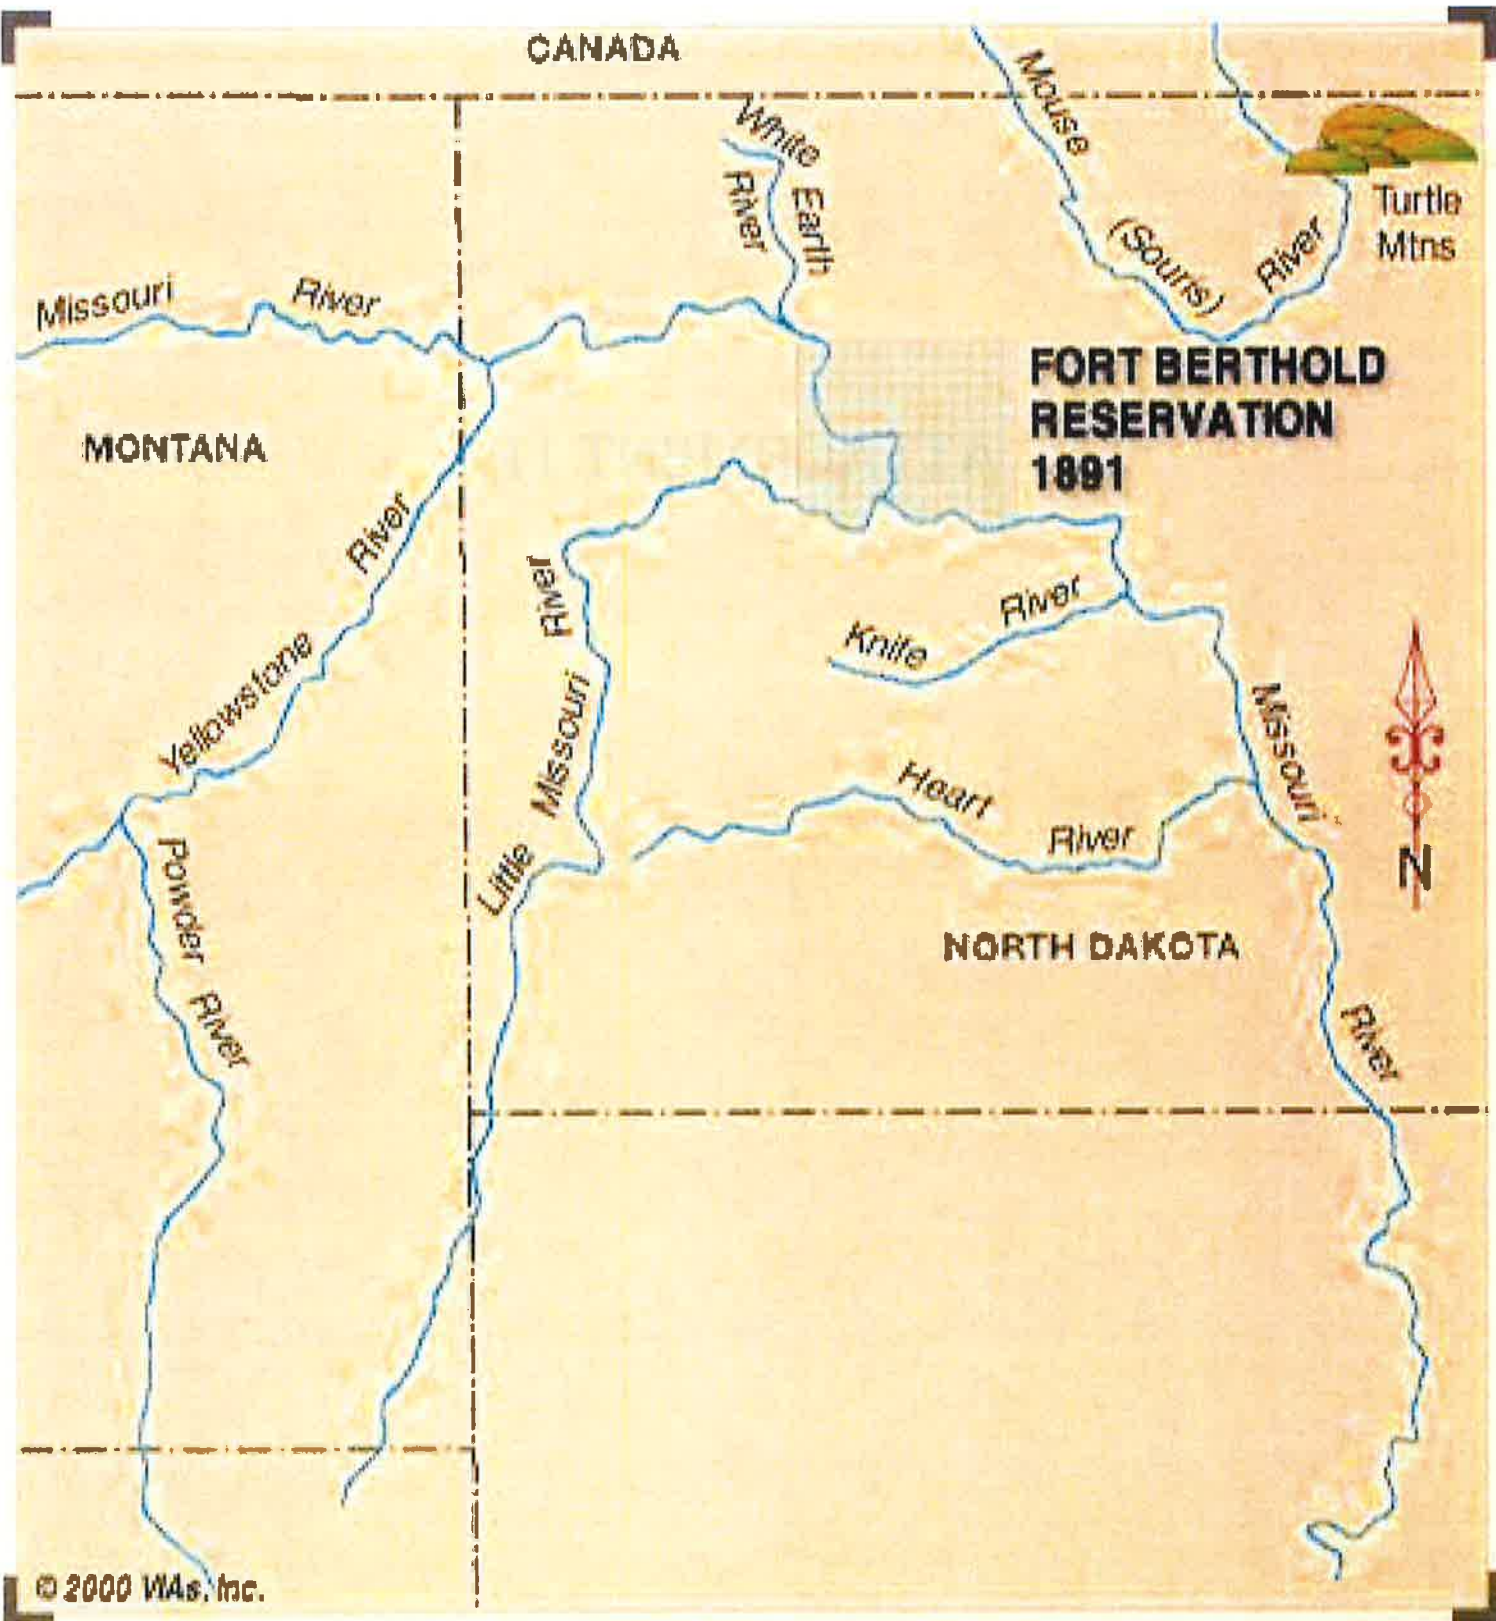 CANADA
Mouse
(Souris)
River
White
Earth
River
Turtle
Mtns
Missouri River
FORT BERTHOLD
RESERVATION
1891
MONTANA
Yellowstone River
Little Missouri River
Knife River
Missouri River
Heart River
Powder River
NORTH DAKOTA
N
© 2000 VIAs, Inc.